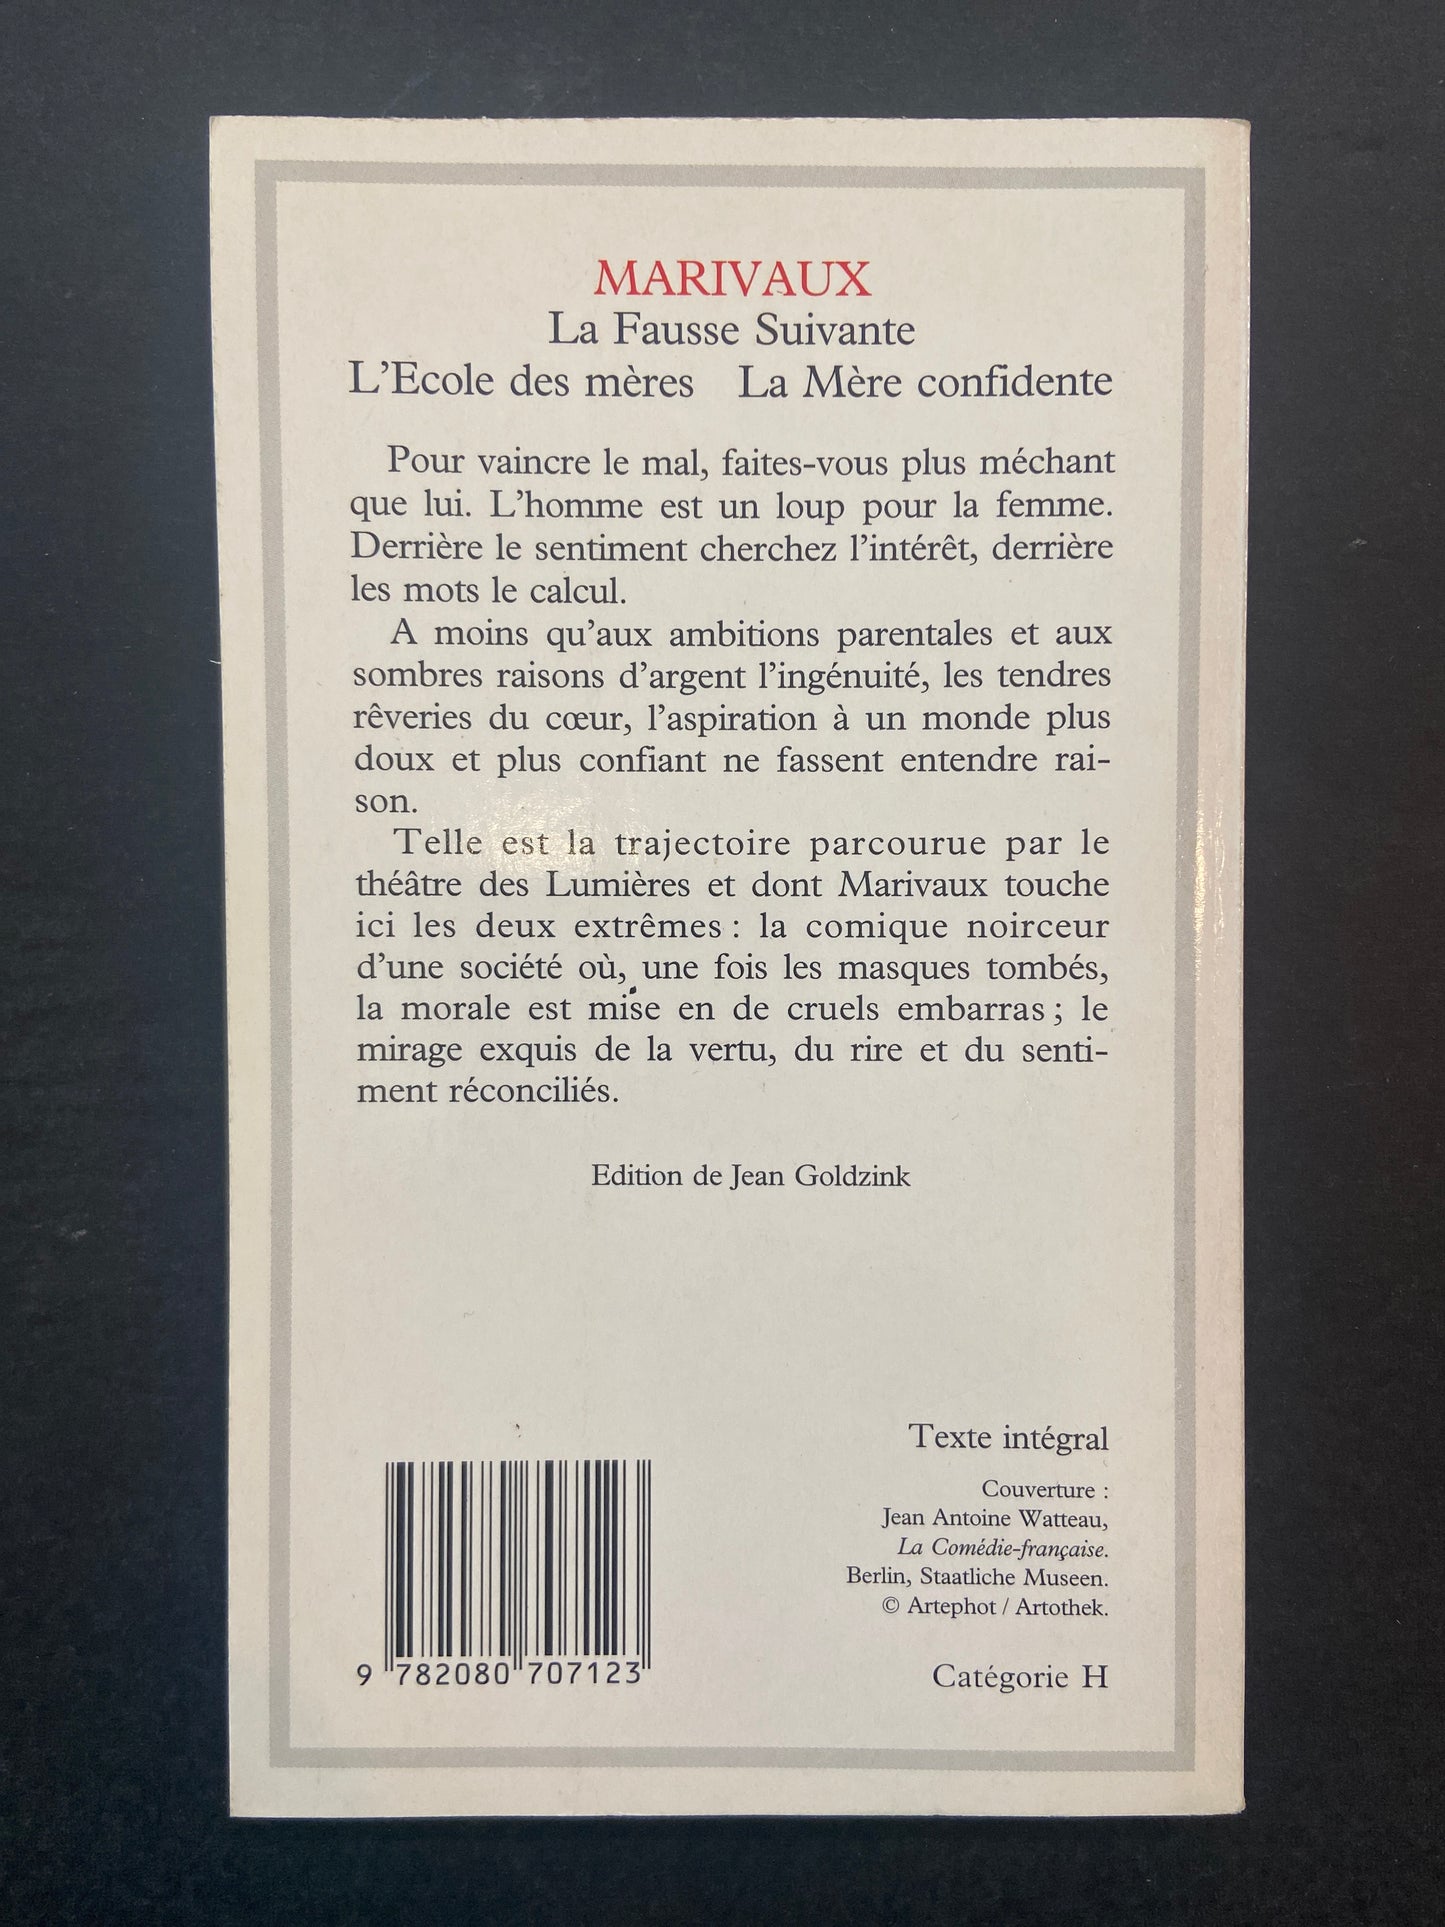 MARIVAUX
La Fausse Suivante
L'Ecole des mères La Mère confidente
Pour vaincre le mal, faites-vous plus méchant
que lui. L'homme est un loup pour la femme.
Derrière le sentiment cherchez l'intérêt, derrière
les mots le calcul.
A moins qu'aux ambitions parentales et aux
sombres raisons d'argent l'ingénuité, les tendres
rêveries du cœur, l'aspiration à un monde plus
doux et plus confiant ne fassent entendre rai-
son.
Telle est la trajectoire parcourue par le
théâtre des Lumières et dont Marivaux touche
ici les deux extrêmes : la comique noirceur
d'une société où, une fois les masques tombés,
la morale est mise en de cruels embarras ; le
mirage exquis de la vertu, du rire et du senti-
ment réconciliés.
Edition de Jean Goldzink
Texte intégral
Couverture :
Jean Antoine Watteau,
La Comédie-française.
Berlin, Staatliche Museen.
© Artephot / Artothek.
9 782080 707123
Catégorie H